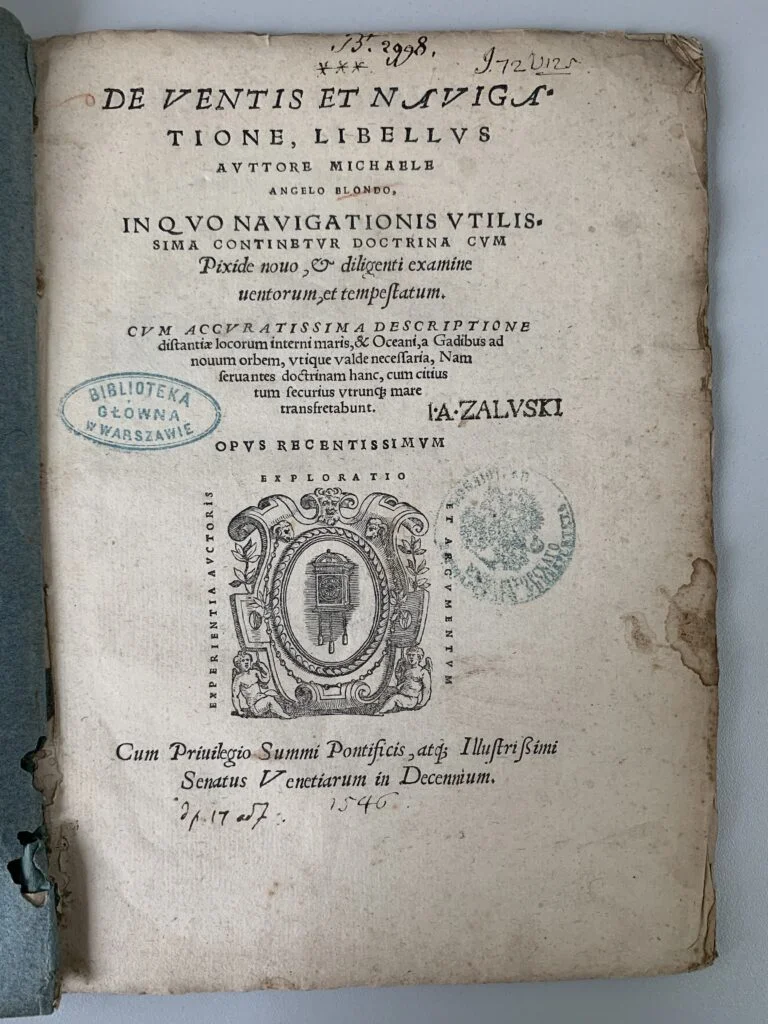 Bt. 2998.
***
J. 72
DE VENTIS ET NAVIGA-
TIONE, LIBELLVS
AVTTORE MICHAELE
ANGELO BLONDO,
IN QVO NAVIGATIONIS VTILIS-
SIMA CONTINETVR DOCTRINA CVM
Pixide nouo, & diligenti examine
uentorum, et tempeſtatum.
CVM ACCVRATISSIMA DESCRIPTIONE
diſtantiæ locorum interni maris, & Oceani, a Gadibus ad
nouum orbem, vtique valde neceſſaria, Nam
ſeruantes doctrinam hanc, cum citius
tum ſecurius vtrunq; mare
transfretabunt.
BIBLIOTEKA
GŁÓWNA
W WARSZAWIE
I·A·ZALVSKI
OPVS RECENTISSIMVM
EXPLORATIO
EXPERIENTIA AVCTORIS
ET ARGVMENTVM
Cum Priuilegio Summi Pontificis, atq; Illuſtriſsimi
Senatus Venetiarum in Decennium.
1546